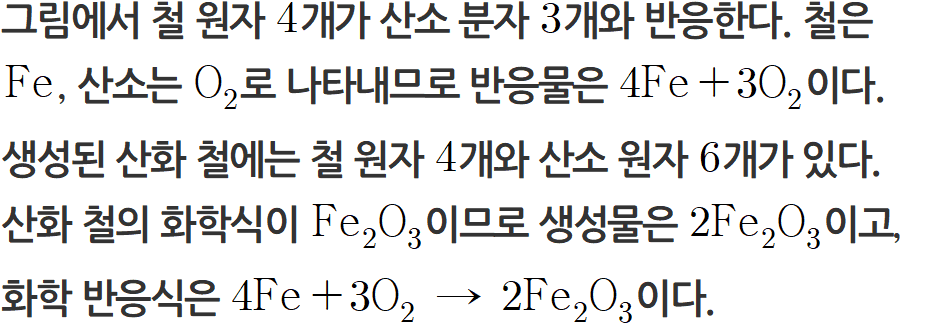 그림에서 철 원자 4개가 산소 분자 3개와 반응한다. 철은
Fe, 산소는 O₂로 나타내므로 반응물은 4Fe+3O₂이다.
생성된 산화 철에는 철 원자 4개와 산소 원자 6개가 있다.
산화 철의 화학식이 Fe₂O₃이므로 생성물은 2Fe₂O₃이고,
화학 반응식은 4Fe+3O₂ → 2Fe₂O₃이다.